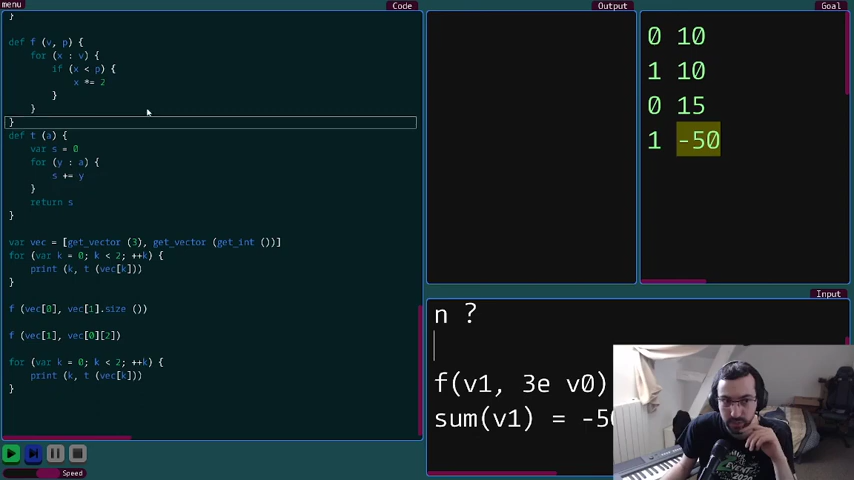 menu
Code
}
def f (v, p) {
for (x : v) {
if (x < p) {
x *= 2
}
}
}
def t (a) {
var s = 0
for (y : a) {
s += y
}
return s
}
var vec = [get_vector (3), get_vector (get_int ())]
for (var k = 0; k < 2; ++k) {
print (k, t (vec[k]))
}
f (vec[0], vec[1].size ())
f (vec[1], vec[0][2])
for (var k = 0; k < 2; ++k) {
print (k, t (vec[k]))
}
Speed
Output
Goal
0 10
1 10
0 15
1 -50
Input
n ?
f(v1, 3e v0)
sum(v1) = -50
EVENT